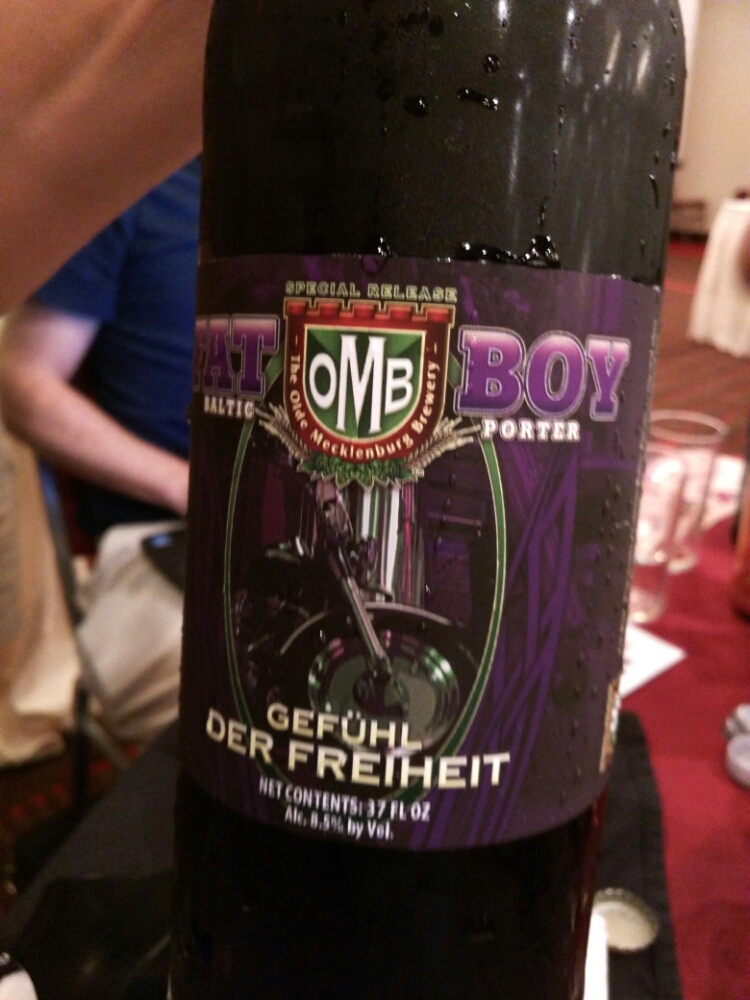 SPECIAL RELEASE
FAT BOY
BALTIC PORTER
OMB
The Olde Mecklenburg Brewery
GEFÜHL
DER FREIHEIT
NET CONTENTS: 37 FL OZ
Alc. 8.5% by Vol.